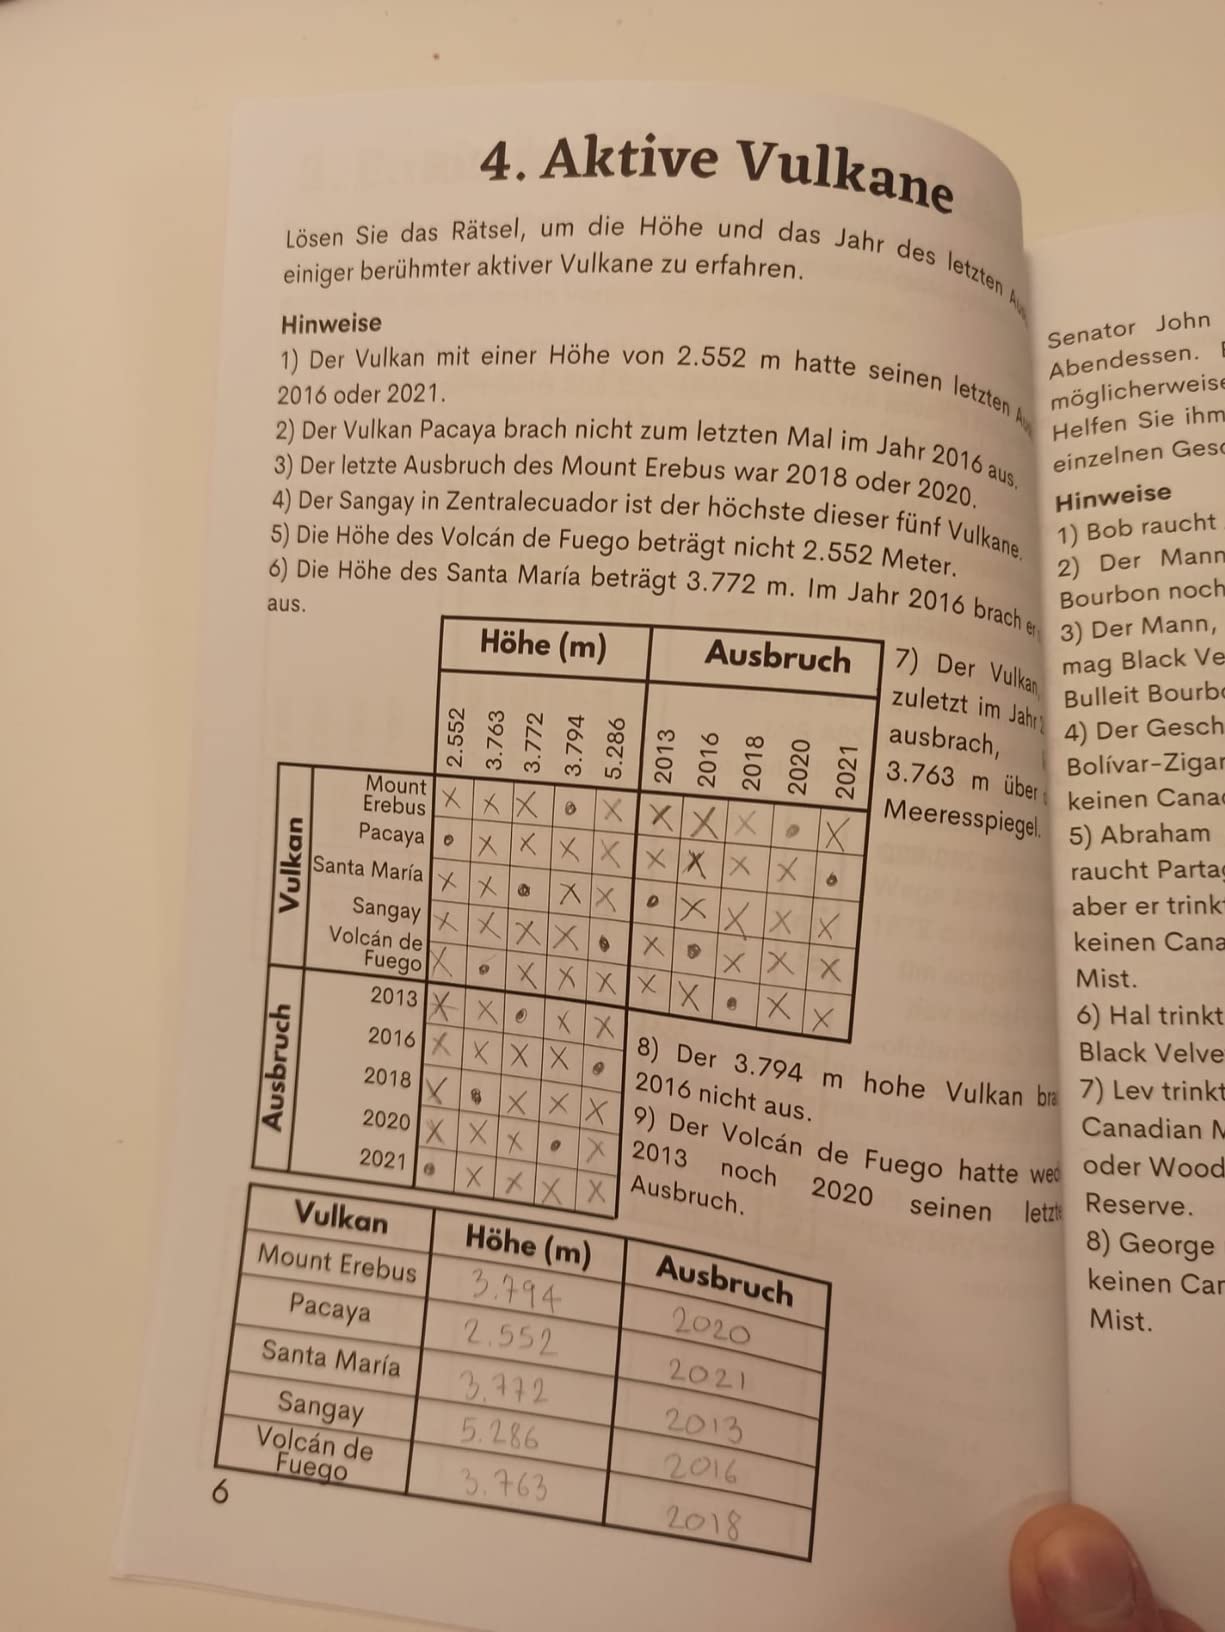 4. Aktive Vulkane
Lösen Sie das Rätsel, um die Höhe und das Jahr des letzten
einiger berühmter aktiver Vulkane zu erfahren.
Hinweise
1) Der Vulkan mit einer Höhe von 2.552 m hatte seinen letzten
2016 oder 2021.
2) Der Vulkan Pacaya brach nicht zum letzten Mal im Jahr 2016 aus.
3) Der letzte Ausbruch des Mount Erebus war 2018 oder 2020.
4) Der Sangay in Zentralecuador ist der höchste dieser fünf Vulkane.
5) Die Höhe des Volcán de Fuego beträgt nicht 2.552 Meter.
6) Die Höhe des Santa María beträgt 3.772 m. Im Jahr 2016 brach er
aus.
Höhe (m) Ausbruch
2.552 3.763 3.772 3.794 5.286 2013 2016 2018 2020 2021
Vulkan
Mount
Erebus X X X X X X X X
Pacaya X X X X X X X X
Santa María X X X X X X X X
Sangay X X X X X X X X
Volcán de
Fuego X X X X X X X X
Ausbruch
2013 X X X X
2016 X X X X
2018 X X X X
2020 X X X X
2021 X X X X
7) Der Vulkan,
zuletzt im Jahr
ausbrach,
3.763 m über
Meeresspiegel.
8) Der 3.794 m hohe Vulkan
2016 nicht aus.
9) Der Volcán de Fuego hatte
2013 noch 2020 seinen
Ausbruch.
Vulkan Höhe (m) Ausbruch
Mount Erebus 3.794 2020
Pacaya 2.552 2021
Santa María 3.772 2013
Sangay 5.286 2016
Volcán de
Fuego 3.763 2018
6
Senator John
Abendessen.
möglicherweise
Helfen Sie ihm
einzelnen
Hinweise
1) Bob raucht
2) Der Mann
Bourbon noch
3) Der Mann,
mag Black
Bulleit
4) Der
keinen
5) Abraham
raucht
aber er trinkt
keinen
Mist.
6) Hal trinkt
Black
7) Lev trinkt
Canadian
oder
Reserve.
8) George
keinen
Mist.